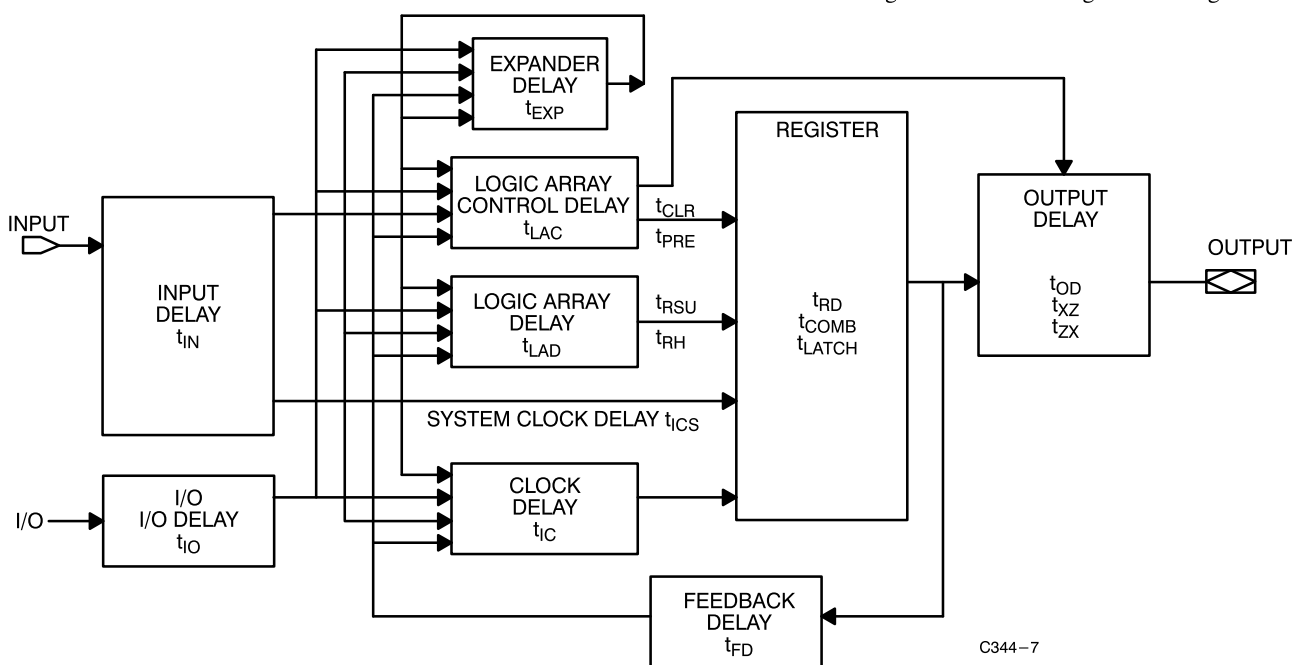 EXPANDER
DELAY
tEXP
REGISTER
LOGIC ARRAY
CONTROL DELAY
tLAC
tCLR
tPRE
OUTPUT
DELAY
INPUT
OUTPUT
INPUT
DELAY
tIN
LOGIC ARRAY
DELAY
tLAD
tRSU
tRH
tRD
tCOMB
tLATCH
tOD
tXZ
tZX
SYSTEM CLOCK DELAY tICS
I/O
I/O
I/O DELAY
tIO
CLOCK
DELAY
tIC
FEEDBACK
DELAY
tFD
C344−7